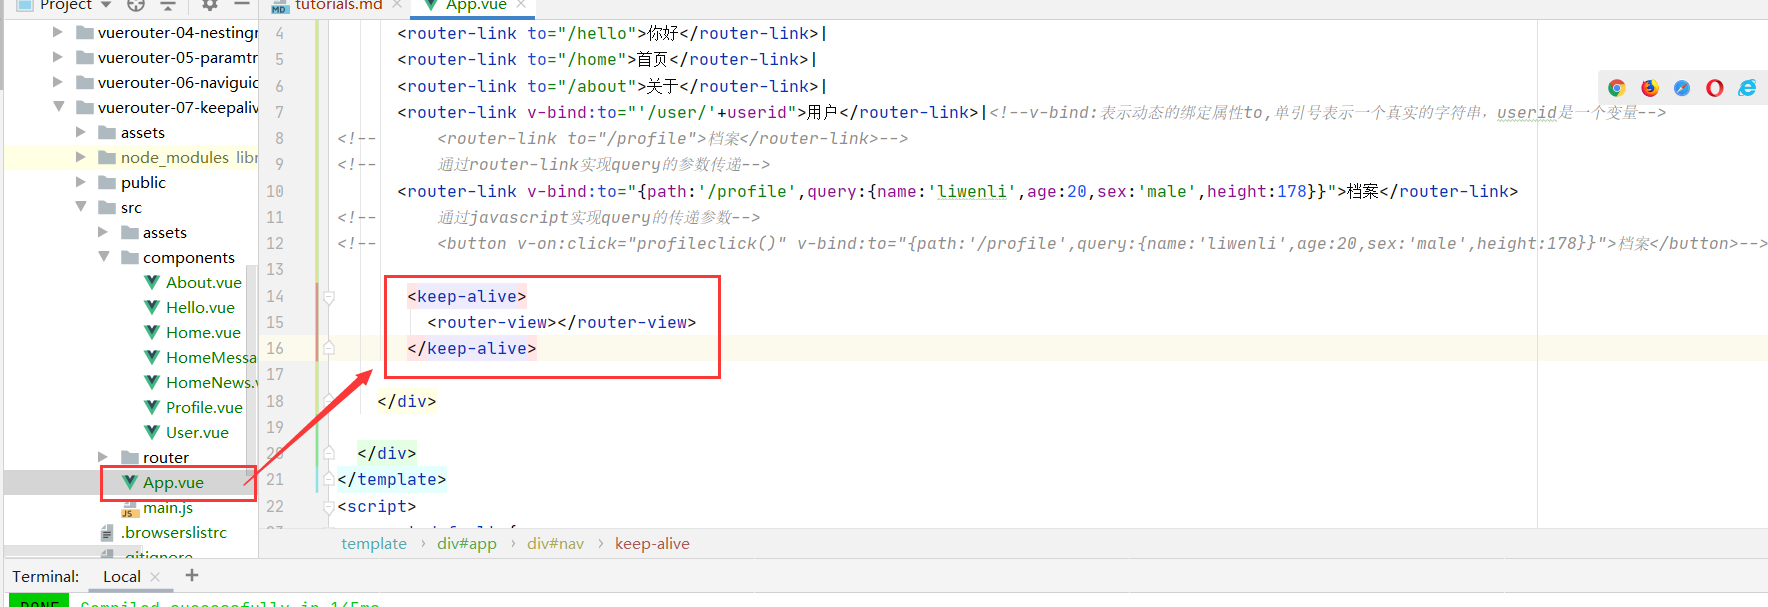 Project
tutorials.md
App.vue
vuerouter-04-nestingr
vuerouter-05-paramtr
vuerouter-06-naviguid
vuerouter-07-keepaliv
assets
node_modules libr
public
src
assets
components
About.vue
Hello.vue
Home.vue
HomeMessa
HomeNews.v
Profile.vue
User.vue
router
App.vue
main.js
.browserslistrc
.gitignore
4 <router-link to="/hello">你好</router-link>|
5 <router-link to="/home">首页</router-link>|
6 <router-link to="/about">关于</router-link>|
7 <router-link v-bind:to="'/user/'+userid">用户</router-link>|<!--v-bind:表示动态的绑定属性to,单引号表示一个真实的字符串，userid是一个变量-->
8 <!-- <router-link to="/profile">档案</router-link>-->
9 <!-- 通过router-link实现query的参数传递-->
10 <router-link v-bind:to="{path:'/profile',query:{name:'liwenli',age:20,sex:'male',height:178}}">档案</router-link>
11 <!-- 通过javascript实现query的传递参数-->
12 <!-- <button v-on:click="profileclick()" v-bind:to="{path:'/profile',query:{name:'liwenli',age:20,sex:'male',height:178}}">档案</button>-->
13
14 <keep-alive>
15 <router-view></router-view>
16 </keep-alive>
17
18 </div>
19
20 </div>
21 </template>
22 <script>
template › div#app › div#nav › keep-alive
Terminal: Local × +
DONE Compiled successfully in